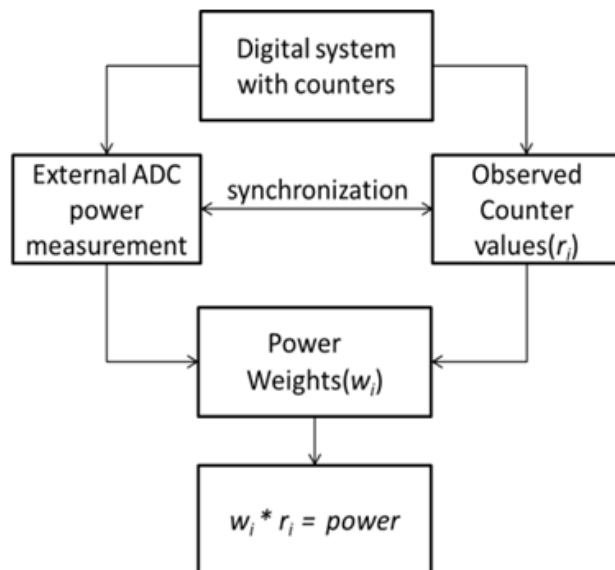 Digital system
with counters
External ADC
power
measurement
synchronization
Observed
Counter
values(rᵢ)
Power
Weights(wᵢ)
wᵢ * rᵢ = power